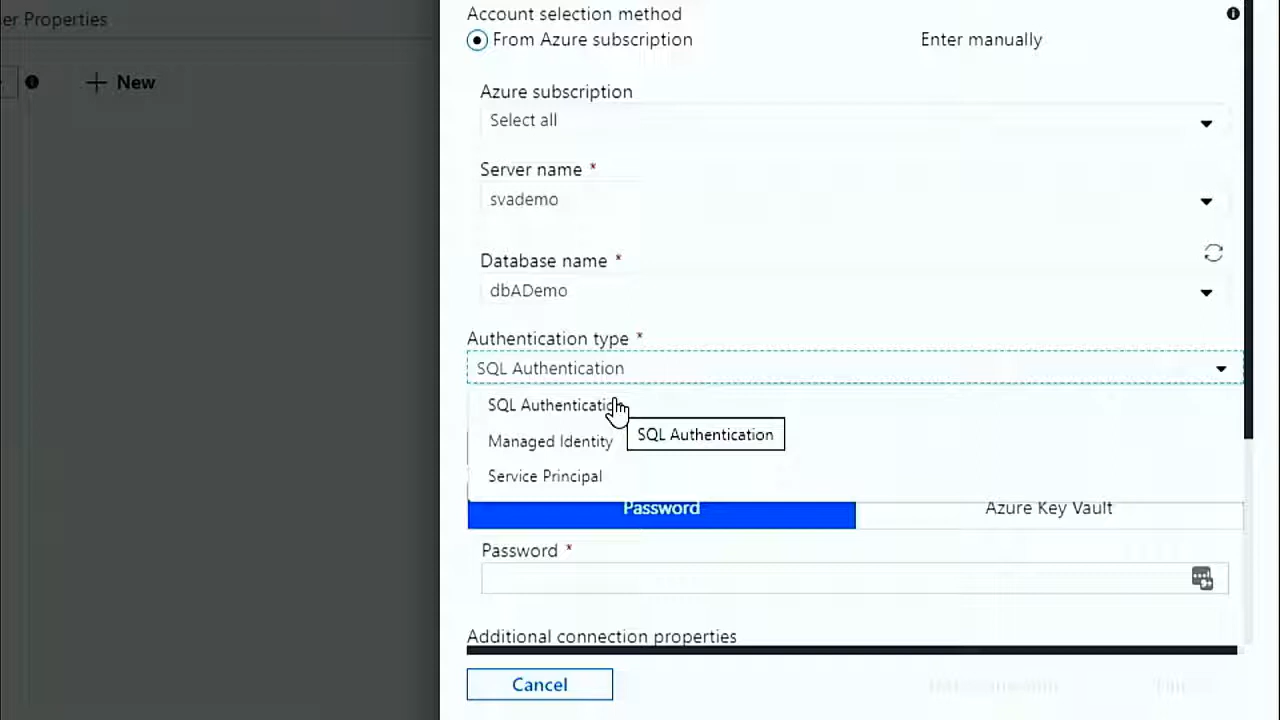 er Properties
New
Account selection method
From Azure subscription
Enter manually
Azure subscription
Select all
Server name *
svademo
Database name *
dbADemo
Authentication type *
SQL Authentication
SQL Authentication
SQL Authentication
Managed Identity
Service Principal
Password
Azure Key Vault
Password *
Additional connection properties
Cancel